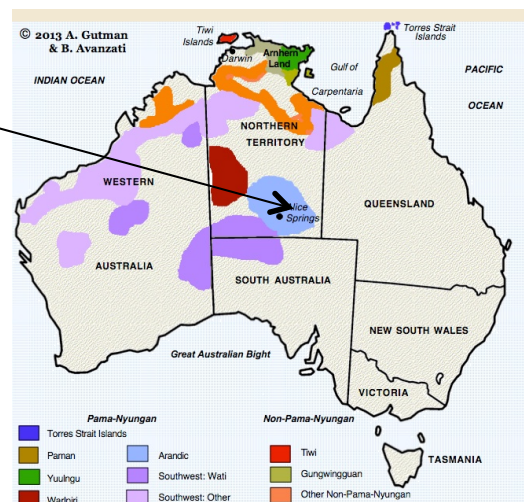 © 2013 A. Gutman
& B. Avanzati
Tiwi
Islands
Darwin
Arnhem
Land
Torres Strait
Islands
INDIAN OCEAN
Gulf of
Carpentaria
PACIFIC
OCEAN
NORTHERN
TERRITORY
WESTERN
AUSTRALIA
Alice
Springs
QUEENSLAND
SOUTH AUSTRALIA
NEW SOUTH WALES
Great Australian Bight
VICTORIA
TASMANIA
Pama-Nyungan
Torres Strait Islands
Paman
Yuulngu
Warlpiri
Arandic
Southwest: Wati
Southwest: Other
Non-Pama-Nyungan
Tiwi
Gungwingguan
Other Non-Pama-Nyungan